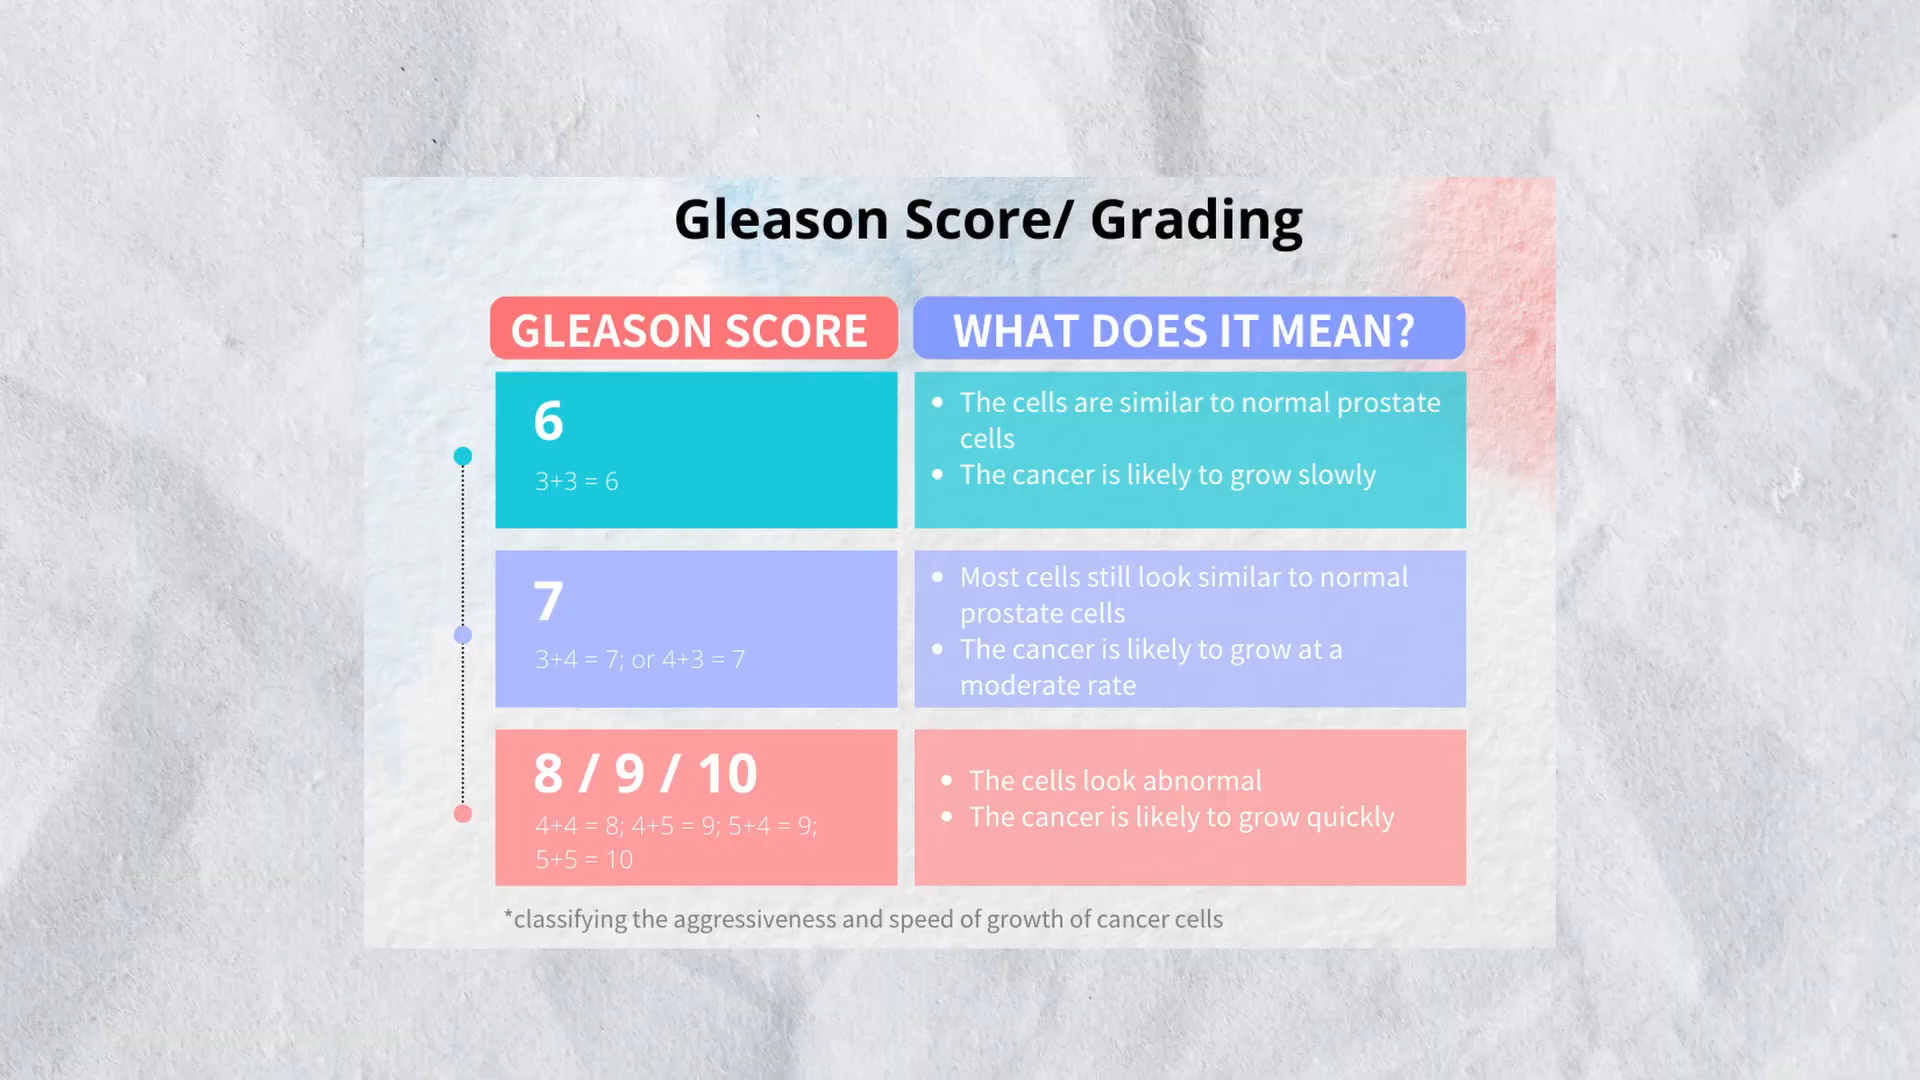 Gleason Score/ Grading
GLEASON SCORE
WHAT DOES IT MEAN?
6
3+3 = 6
• The cells are similar to normal prostate
cells
• The cancer is likely to grow slowly
7
3+4 = 7; or 4+3 = 7
• Most cells still look similar to normal
prostate cells
• The cancer is likely to grow at a
moderate rate
8 / 9 / 10
4+4 = 8; 4+5 = 9; 5+4 = 9;
5+5 = 10
• The cells look abnormal
• The cancer is likely to grow quickly
*classifying the aggressiveness and speed of growth of cancer cells